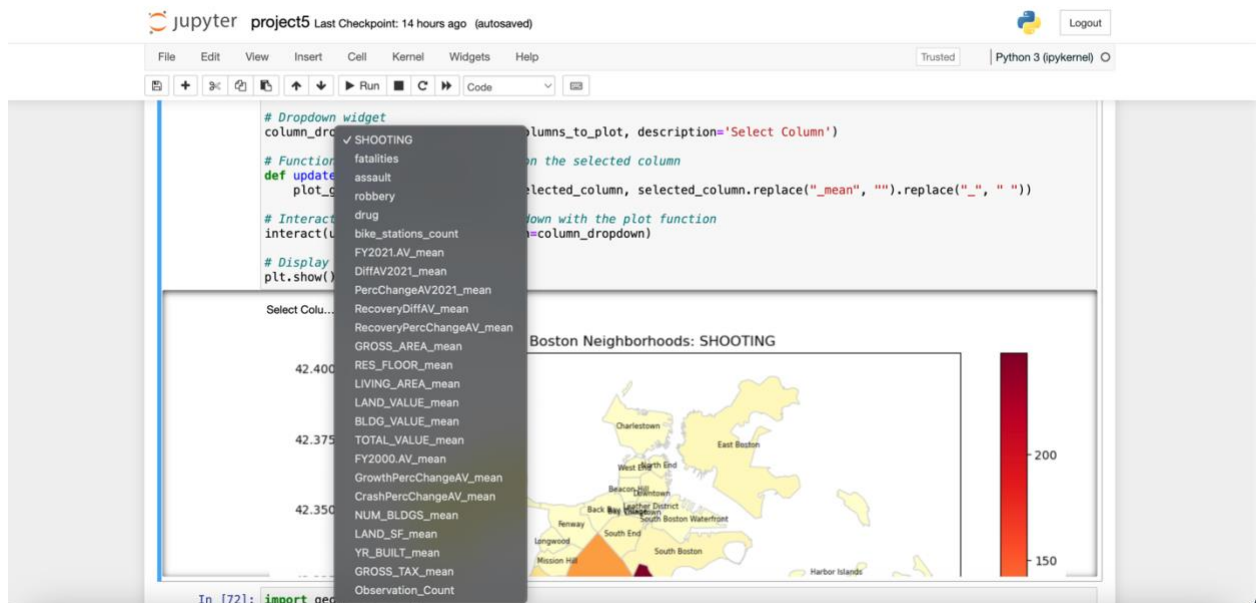 jupyter project5 Last Checkpoint: 14 hours ago (autosaved)
Logout
File Edit View Insert Cell Kernel Widgets Help
Trusted
Python 3 (ipykernel)
Run
Code
# Dropdown widget
column_dro
lumns_to_plot, description='Select Column')
# Function
on the selected column
def update
plot_g
elected_column, selected_column.replace("_mean", "").replace("_", " "))
# Interact
down with the plot function
interact(u
=column_dropdown)
# Display
plt.show()
SHOOTING
fatalities
assault
robbery
drug
bike_stations_count
FY2021.AV_mean
DiffAV2021_mean
PercChangeAV2021_mean
RecoveryDiffAV_mean
RecoveryPercChangeAV_mean
GROSS_AREA_mean
RES_FLOOR_mean
LIVING_AREA_mean
LAND_VALUE_mean
BLDG_VALUE_mean
TOTAL_VALUE_mean
FY2000.AV_mean
GrowthPercChangeAV_mean
CrashPercChangeAV_mean
NUM_BLDGS_mean
LAND_SF_mean
YR_BUILT_mean
GROSS_TAX_mean
Observation_Count
Select Colu...
Boston Neighborhoods: SHOOTING
42.400
42.375
42.350
Charlestown
East Boston
West End
North End
Beacon Hill
Downtown
Leather District
Back Bay
South Boston Waterfront
Fenway
South End
Longwood
South Boston
Mission Hill
Harbor Islands
200
150
In [72]: import geo